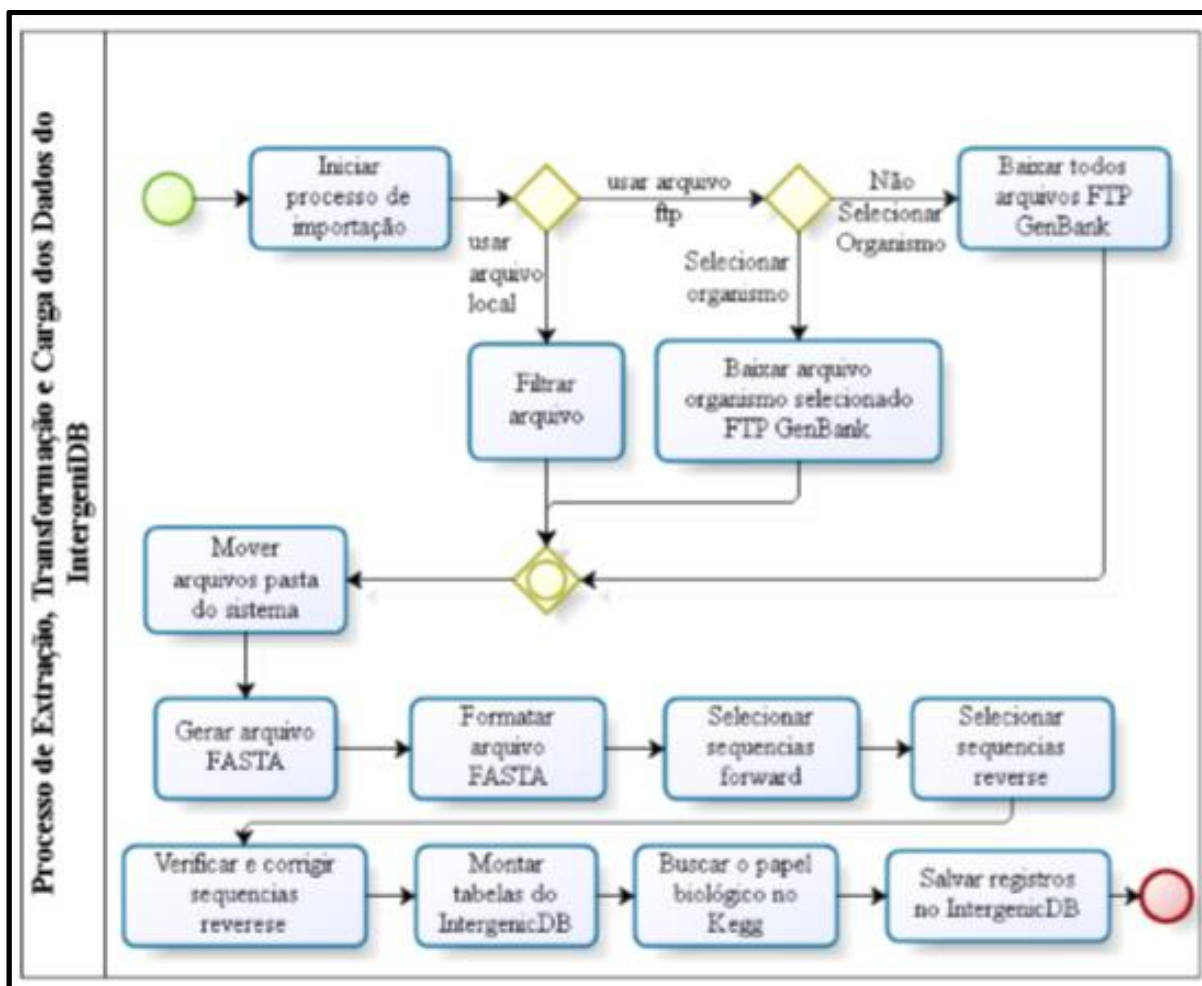 Processo de Extração, Transformação e Carga dos Dados do
IntergeniDB
Iniciar
processo de
importação
usar arquivo
ftp
Não
Selecionar
Organismo
Baixar todos
arquivos FTP
GenBank
usar
arquivo
local
Selecionar
organismo
Filtrar
arquivo
Baixar arquivo
organismo selecionado
FTP GenBank
Mover
arquivos pasta
do sistema
Gerar arquivo
FASTA
Formatar
arquivo
FASTA
Selecionar
sequencias
forward
Selecionar
sequencias
reverse
Verificar e corrigir
sequencias
reverese
Montar
tabelas do
IntergenicDB
Buscar o papel
biológico no
Kegg
Salvar registros
no IntergenicDB